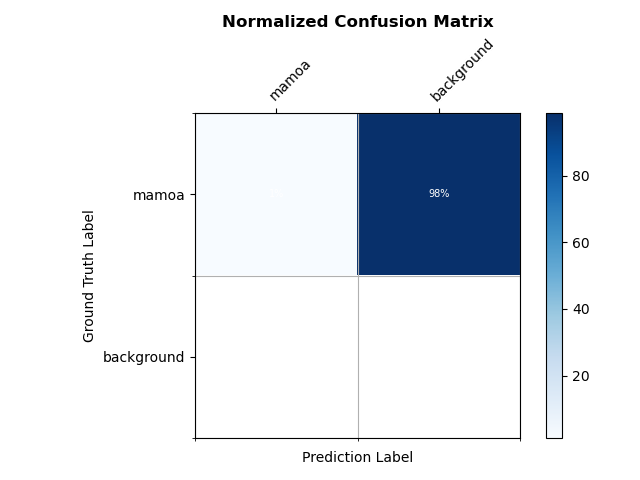 Normalized Confusion Matrix
mamoa
background
mamoa
98%
background
Ground Truth Label
Prediction Label
80
60
40
20